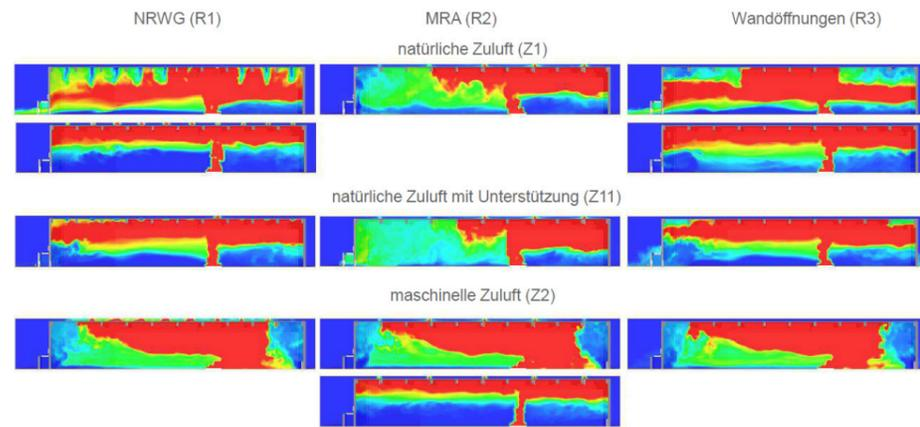 NRWG (R1) MRA (R2) Wandöffnungen (R3)
natürliche Zuluft (Z1)
natürliche Zuluft mit Unterstützung (Z11)
maschinelle Zuluft (Z2)